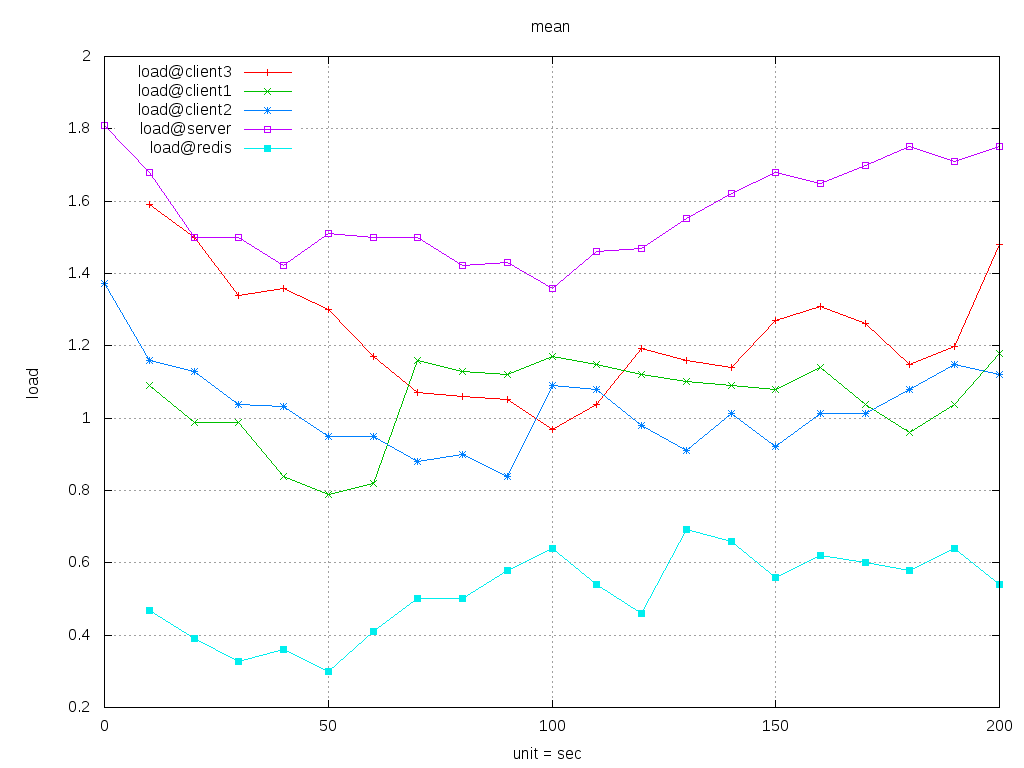 mean
load@client3
load@client1
load@client2
load@server
load@redis
2
1.8
1.6
1.4
1.2
1
0.8
0.6
0.4
0.2
load
0 50 100 150 200
unit = sec